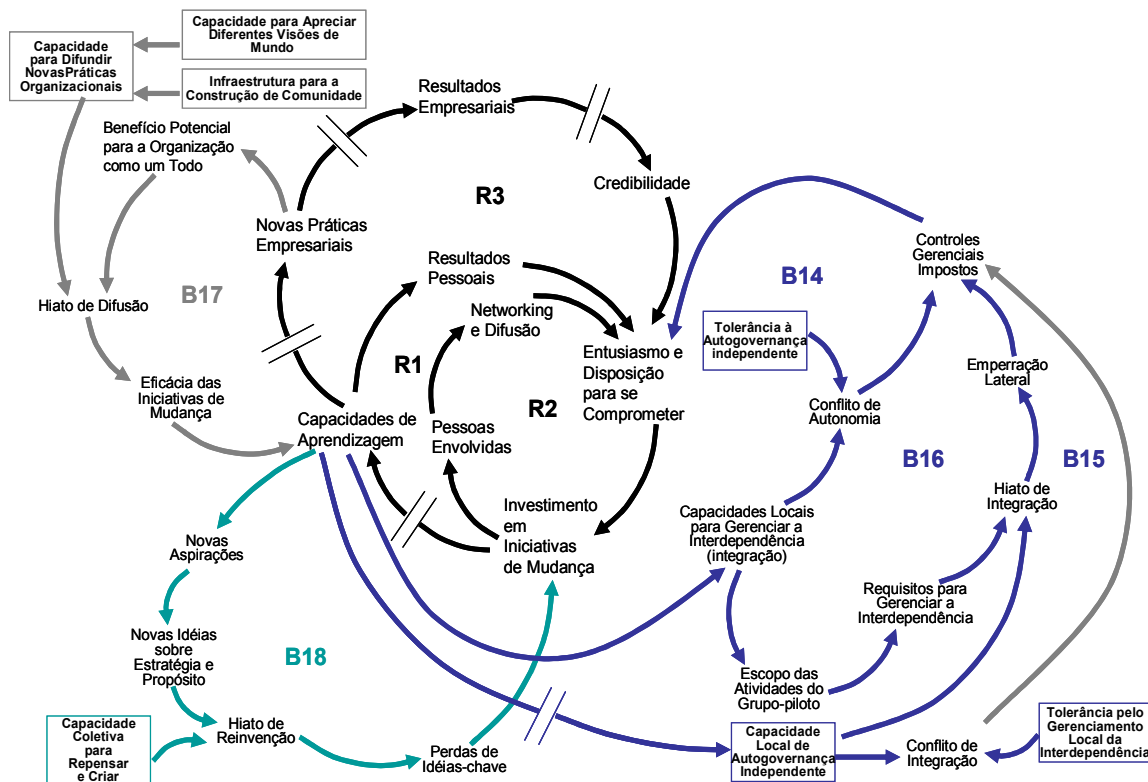 Capacidade
para Difundir
NovasPráticas
Organizacionais
Capacidade para Apreciar
Diferentes Visões de
Mundo
Infraestrutura para a
Construção de Comunidade
Resultados
Empresariais
Benefício Potencial
para a Organização
como um Todo
Credibilidade
R3
Novas Práticas
Empresariais
Controles
Gerenciais
Impostos
Resultados
Pessoais
B14
B17
Hiato de Difusão
Networking
e Difusão
Tolerância à
Autogovernança
independente
Entusiasmo e
Disposição
para se
Comprometer
R1
Emperração
Lateral
Eficácia das
Iniciativas de
Mudança
R2
Conflito de
Autonomia
Capacidades de
Aprendizagem
Pessoas
Envolvidas
B16
B15
Hiato de
Integração
Investimento
em
Iniciativas
de Mudança
Capacidades Locais
para Gerenciar a
Interdependência
(integração)
Novas
Aspirações
Requisitos para
Gerenciar a
Interdependência
Novas Idéias
sobre
Estratégia e
Propósito
B18
Escopo das
Atividades do
Grupo-piloto
Capacidade
Coletiva
para
Repensar
e Criar
Hiato de
Reinvenção
Perdas de
Idéias-chave
Capacidade
Local de
Autogovernança
Independente
Conflito de
Integração
Tolerância pelo
Gerenciamento
Local da
Interdependência